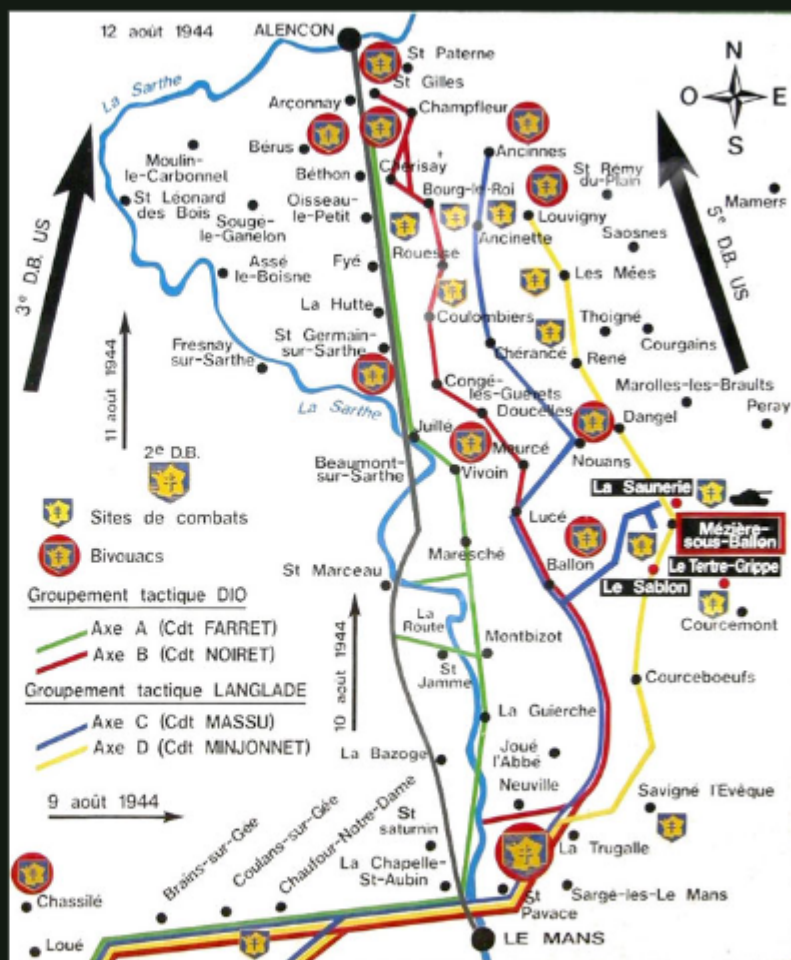 12 août 1944
ALENCON
St Paterne
St Gilles
N
O
E
S
La Sarthe
Arçonnay
Champfleur
Bérus
Ancinnes
Moulin-
le-Carbonnet
Béthon
Chérisay
St Rémy
du-Plain
Mamers
St Léonard
des Bois
Oisseau-
le-Petit
Bourg-le-Roi
Louvigny
Sougé-
le-Ganelon
Ancinette
Saosnes
Rouesse
3e D.B. US
5e D.B. US
Assé
le-Boisne
Fyé
Les Mées
La Hutte
Coulombiers
Thoigné
Courgains
Fresnay
sur-Sarthe
St Germain-
sur-Sarthe
Chérancé
René
11 août 1944
Congé-
les-Guérets
Marolles-les-Braults
La Sarthe
Doucelles
Dangel
Peray
Juillé
Maurcé
Nouans
2e D.B.
Beaumont-
sur-Sarthe
Vivoin
La Saunerie
Sites de combats
Lucé
Mézière-
sous-Ballon
Bivouacs
Maresché
Ballon
Le Tertre-Grippe
St Marceau
Le Sablon
Groupement tactique DIO
Courcemont
Axe A (Cdt FARRET)
La
Route
Axe B (Cdt NOIRET)
Montbizot
St
Jamme
10 août 1944
Groupement tactique LANGLADE
Courceboeufs
Axe C (Cdt MASSU)
La Guierche
Axe D (Cdt MINJONNET)
La Bazoge
Joué
l'Abbé
Neuville
Savigné l'Evêque
9 août 1944
St
saturnin
La Trugalle
Brains-sur-Gée
Coulans-sur-Gée
Chaufour-Notre-Dame
La Chapelle-
St-Aubin
Chassillé
St
Pavace
Sarge-les-Le Mans
Loué
LE MANS